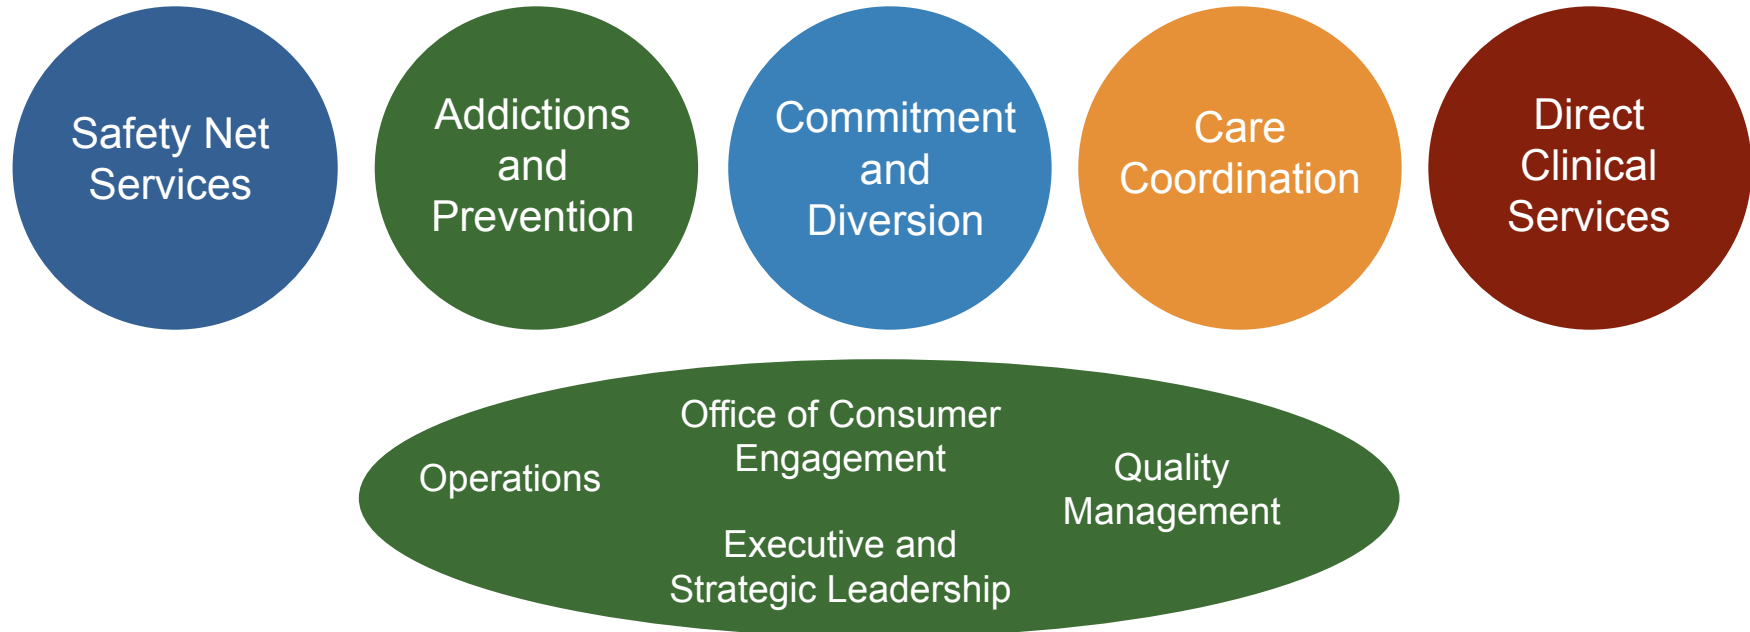 Safety Net
Services
Addictions
and
Prevention
Commitment
and
Diversion
Care
Coordination
Direct
Clinical
Services
Operations
Office of Consumer
Engagement
Executive and
Strategic Leadership
Quality
Management